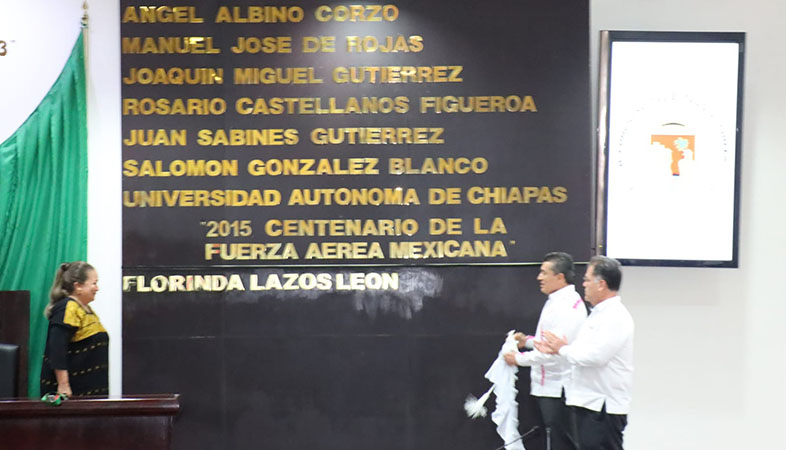 ANGEL ALBINO CORZO
MANUEL JOSE DE ROJAS
JOAQUIN MIGUEL GUTIERREZ
ROSARIO CASTELLANOS FIGUEROA
JUAN SABINES GUTIERREZ
SALOMON GONZALEZ BLANCO
UNIVERSIDAD AUTONOMA DE CHIAPAS
"2015 CENTENARIO DE LA
FUERZA AEREA MEXICANA"
FLORINDA LAZOS LEON